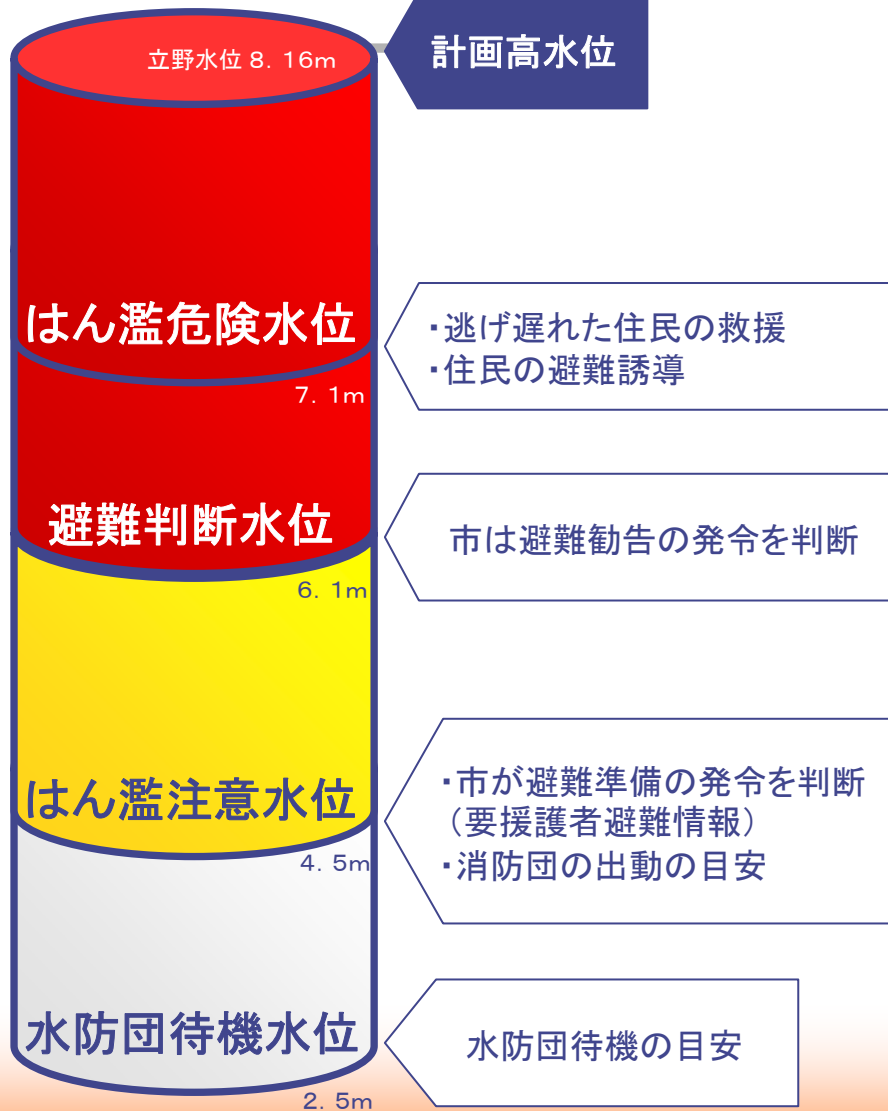 立野水位 8．16m
計画高水位
はん濫危険水位
7．1m
・逃げ遅れた住民の救援
・住民の避難誘導
避難判断水位
6．1m
市は避難勧告の発令を判断
はん濫注意水位
4．5m
・市が避難準備の発令を判断
（要援護者避難情報）
・消防団の出動の目安
水防団待機水位
2．5m
水防団待機の目安